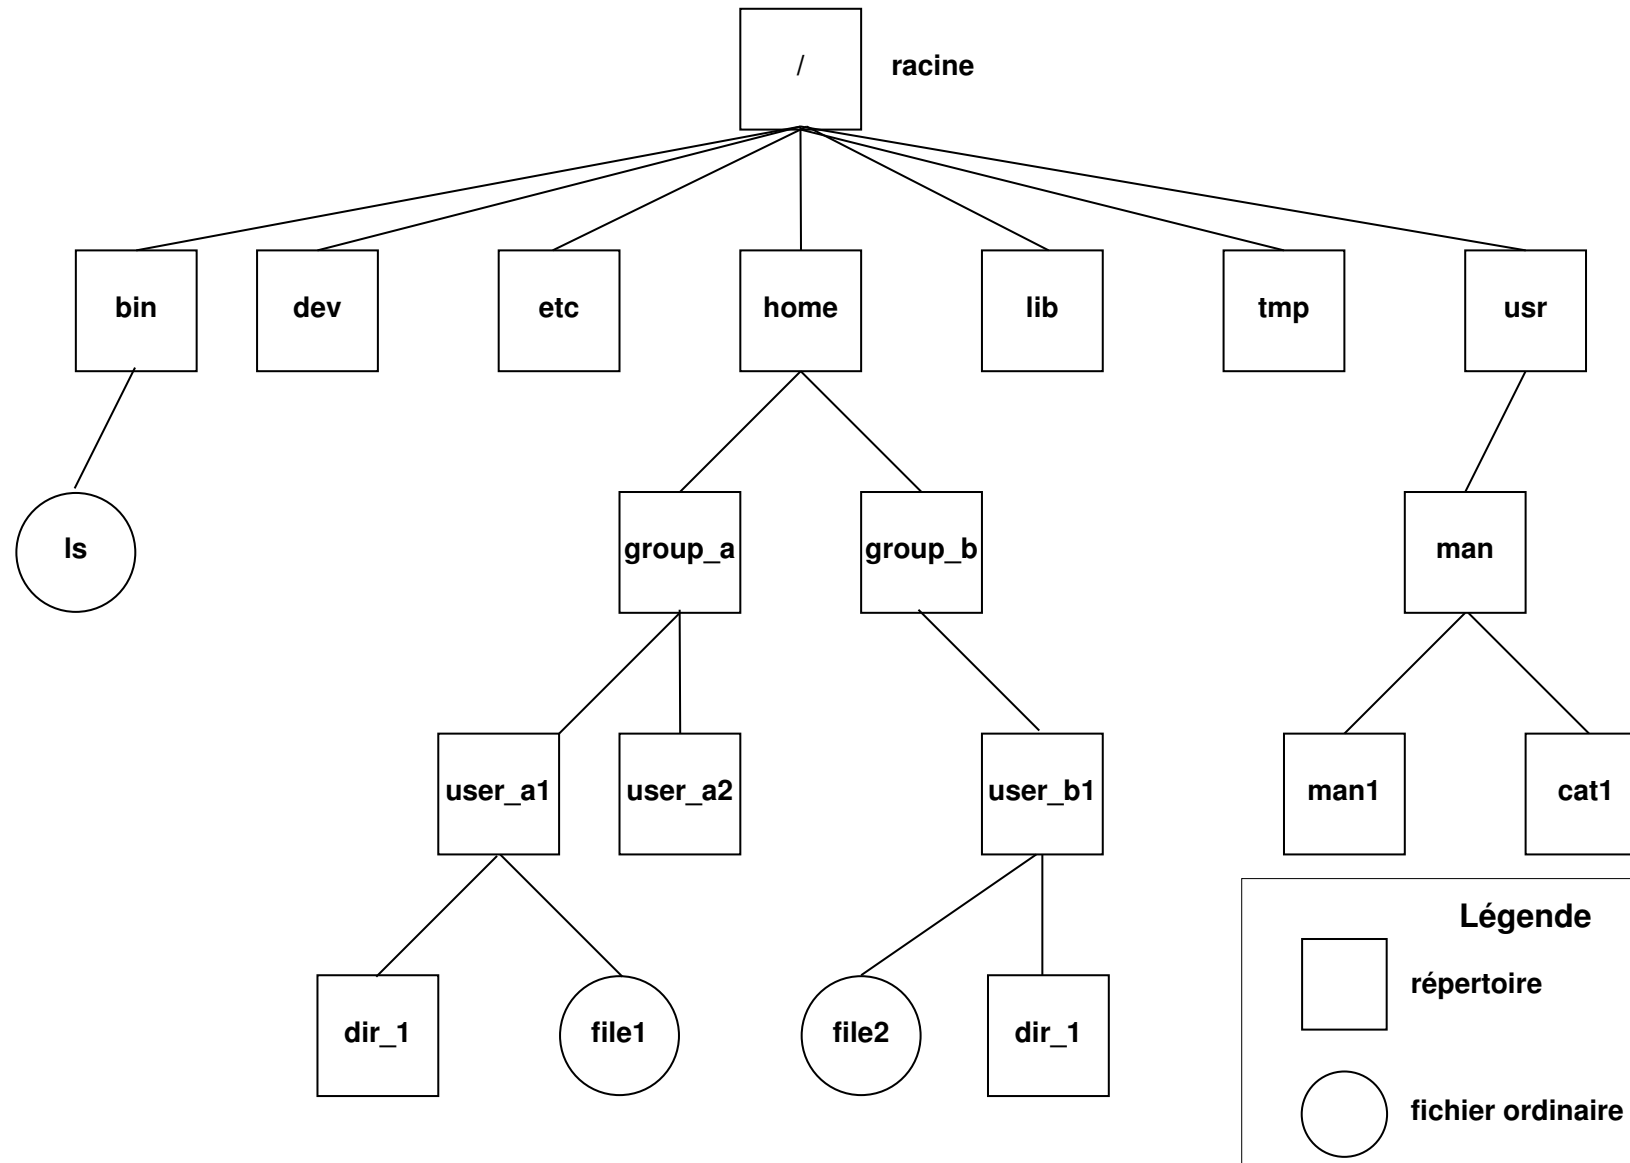 / racine
bin dev etc home lib tmp usr
ls group_a group_b man
user_a1 user_a2 user_b1 man1 cat1
Légende
répertoire
dir_1 file1 file2 dir_1
fichier ordinaire